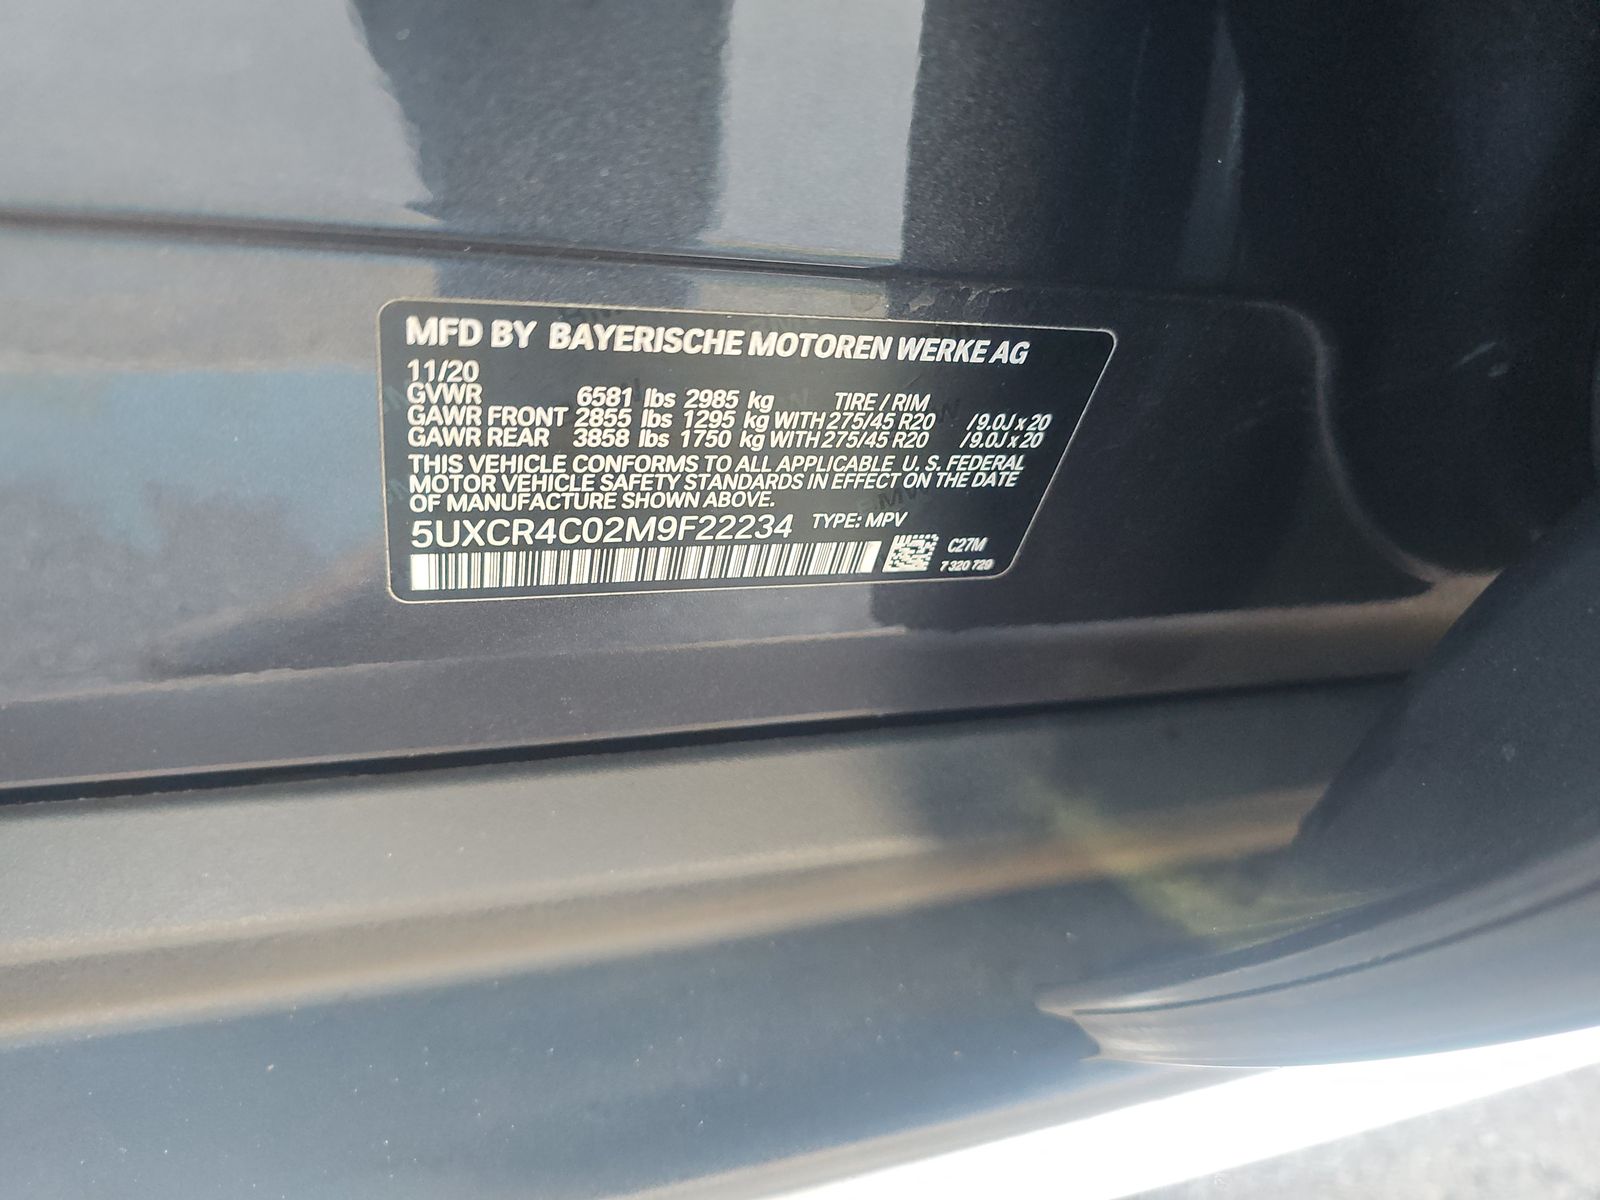 MFD BY BAYERISCHE MOTOREN WERKE AG
11/20
GVWR 6581 lbs 2985 kg TIRE / RIM
GAWR FRONT 2855 lbs 1295 kg WITH 275/45 R20 /9.0J x 20
GAWR REAR 3858 lbs 1750 kg WITH 275/45 R20 /9.0J x 20
THIS VEHICLE CONFORMS TO ALL APPLICABLE U. S. FEDERAL
MOTOR VEHICLE SAFETY STANDARDS IN EFFECT ON THE DATE
OF MANUFACTURE SHOWN ABOVE.
5UXCR4C02M9F22234 TYPE: MPV
C27M
7 320 729